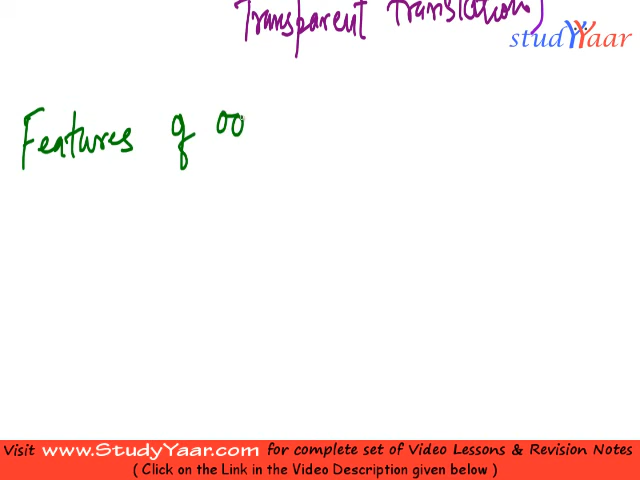 Transparent Translation)
studYYaar
Features of oo
Visit www.StudyYaar.com for complete set of Video Lessons & Revision Notes
( Click on the Link in the Video Description given below )